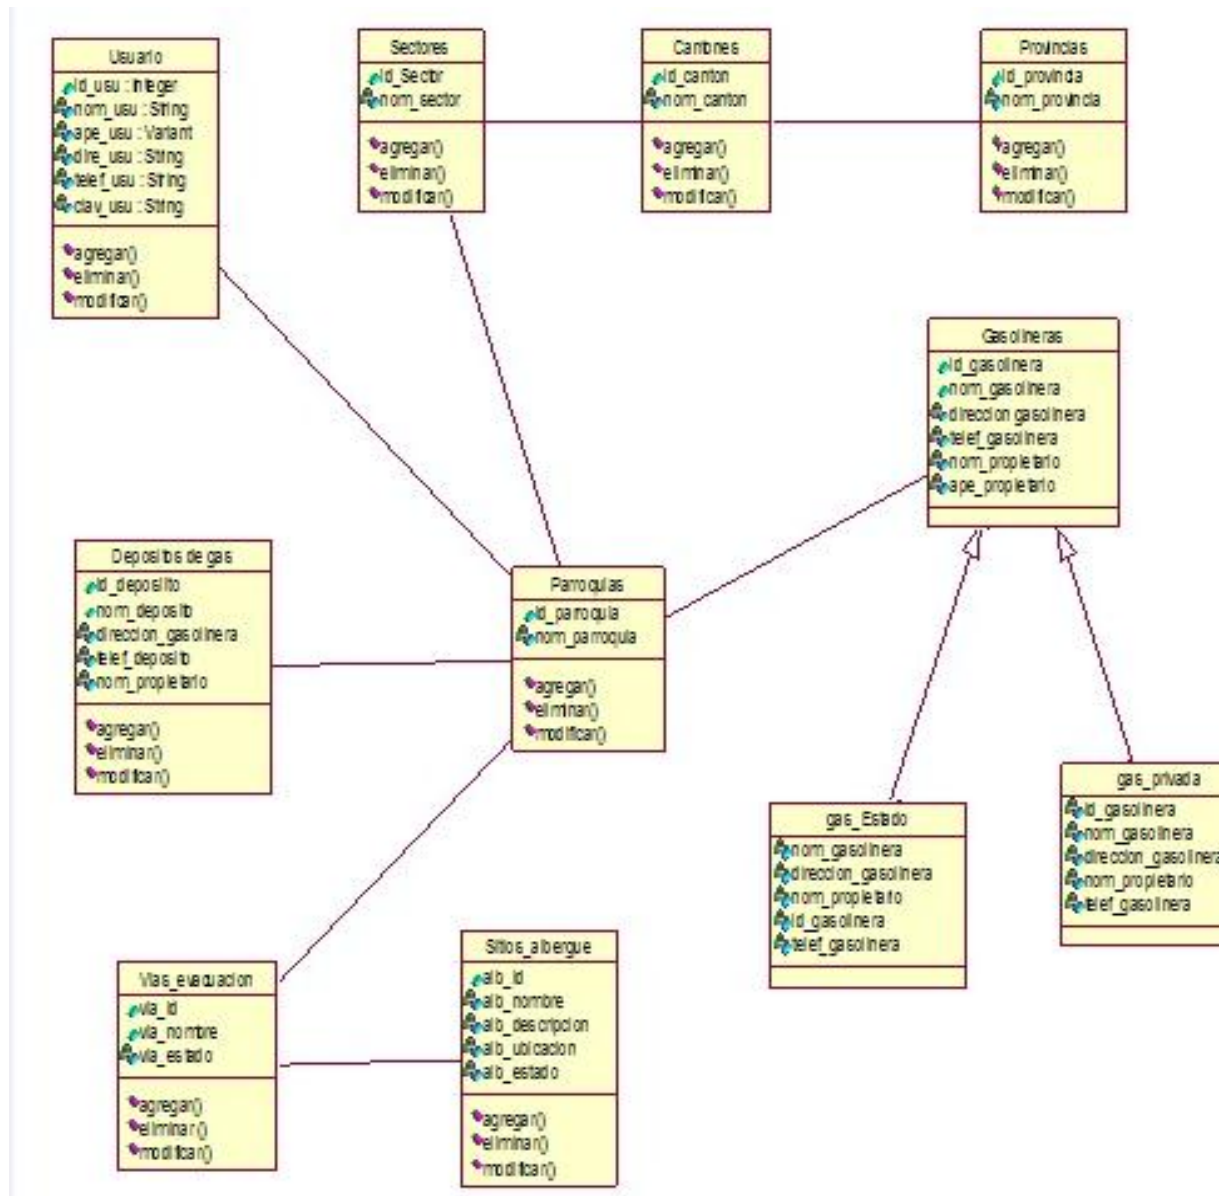 Usuario
id_usu : Integer
nom_usu : String
ape_usu : Variant
dire_usu : String
telef_usu : String
clav_usu : String
agregar()
eliminar()
modificar()
Sectores
id_Sector
nom_sector
agregar()
eliminar()
modificar()
Cantones
id_canton
nom_canton
agregar()
eliminar()
modificar()
Provincias
id_provincia
nom_provincia
agregar()
eliminar()
modificar()
Gasolineras
id_gasolinera
nom_gasolinera
direccion gasolinera
telef_gasolinera
nom_propietario
ape_propietario
Depositos de gas
id_deposiito
nom_deposito
direccion_gasolinera
telef_deposito
nom_propietario
agregar()
eliminar()
modificar()
Parroquias
id_parroquia
nom_parroquia
agregar()
eliminar()
modificar()
gas_Estado
nom_gasolinera
direccion_gasolinera
nom_propietario
id_gasolinera
telef_gasolinera
gas_privada
id_gasolinera
nom_gasolinera
direccion_gasolinera
nom_propietario
telef_gasolinera
Vias_evacuacion
via_id
via_nombre
via_estado
agregar()
eliminar ()
modificar()
Sitios_albergue
alb_id
alb_nombre
alb_descripcion
alb_ubicacion
alb_estado
agregar()
eliminar()
modificar()